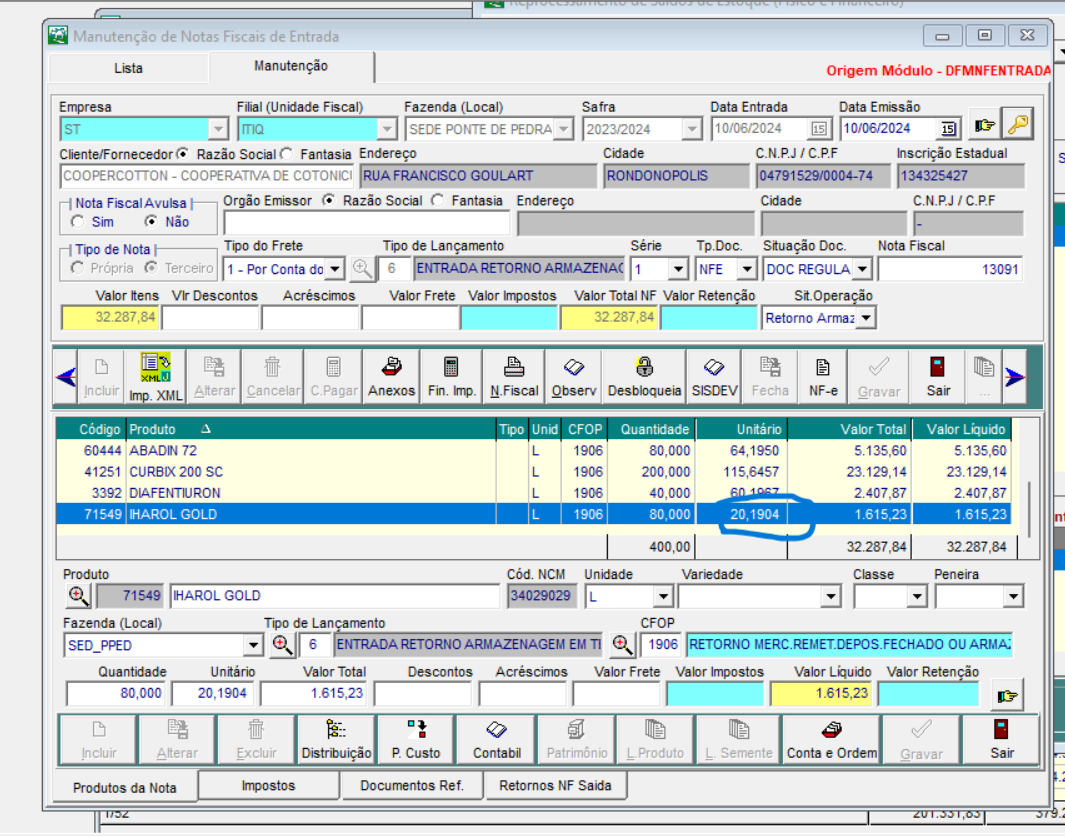 Reprocessamento de Saldos de Estoque (Físico e Financeiro)
Manutenção de Notas Fiscais de Entrada
Lista Manutenção
Origem Módulo - DFMNFENTRADA
Empresa Filial (Unidade Fiscal) Fazenda (Local) Safra Data Entrada Data Emissão
ST ITIQ SEDE PONTE DE PEDRA 2023/2024 10/06/2024 15 10/06/2024 15
Cliente/Fornecedor Razão Social Fantasia Endereço Cidade C.N.P.J / C.P.F Inscrição Estadual
COOPERCOTTON - COOPERATIVA DE COTONICI RUA FRANCISCO GOULART RONDONOPOLIS 04791529/0004-74 134325427
Nota Fiscal Avulsa Orgão Emissor Razão Social Fantasia Endereço Cidade C.N.P.J / C.P.F
Sim Não -
Tipo de Nota Tipo do Frete Tipo de Lançamento Série Tp.Doc. Situação Doc. Nota Fiscal
Própria Terceiro 1 - Por Conta do 6 ENTRADA RETORNO ARMAZENAG 1 NFE DOC REGULA 13091
Valor Itens Vlr Descontos Acréscimos Valor Frete Valor Impostos Valor Total NF Valor Retenção Sit.Operação
32.287,84 32.287,84 Retorno Armaz
Incluir Imp. XML Alterar Cancelar C.Pagar Anexos Fin. Imp. N.Fiscal Observ Desbloqueia SISDEV Fecha NF-e Gravar Sair ...
Código Produto Tipo Unid CFOP Quantidade Unitário Valor Total Valor Líquido
60444 ABADIN 72 L 1906 80,000 64,1950 5.135,60 5.135,60
41251 CURBIX 200 SC L 1906 200,000 115,6457 23.129,14 23.129,14
3392 DIAFENTIURON L 1906 40,000 60,1967 2.407,87 2.407,87
71549 IHAROL GOLD L 1906 80,000 20,1904 1.615,23 1.615,23
400,00 32.287,84 32.287,84
Produto Cód. NCM Unidade Variedade Classe Peneira
71549 IHAROL GOLD 34029029 L
Fazenda (Local) Tipo de Lançamento CFOP
SED_PPED 6 ENTRADA RETORNO ARMAZENAGEM EM TI 1906 RETORNO MERC.REMET.DEPOS.FECHADO OU ARMA
Quantidade Unitário Valor Total Descontos Acréscimos Valor Frete Valor Impostos Valor Líquido Valor Retenção
80,000 20,1904 1.615,23 1.615,23
Incluir Alterar Excluir Distribuição P. Custo Contabil Patrimônio L.Produto L. Semente Conta e Ordem Gravar Sair
Produtos da Nota Impostos Documentos Ref. Retornos NF Saida
1/52 201.331,83